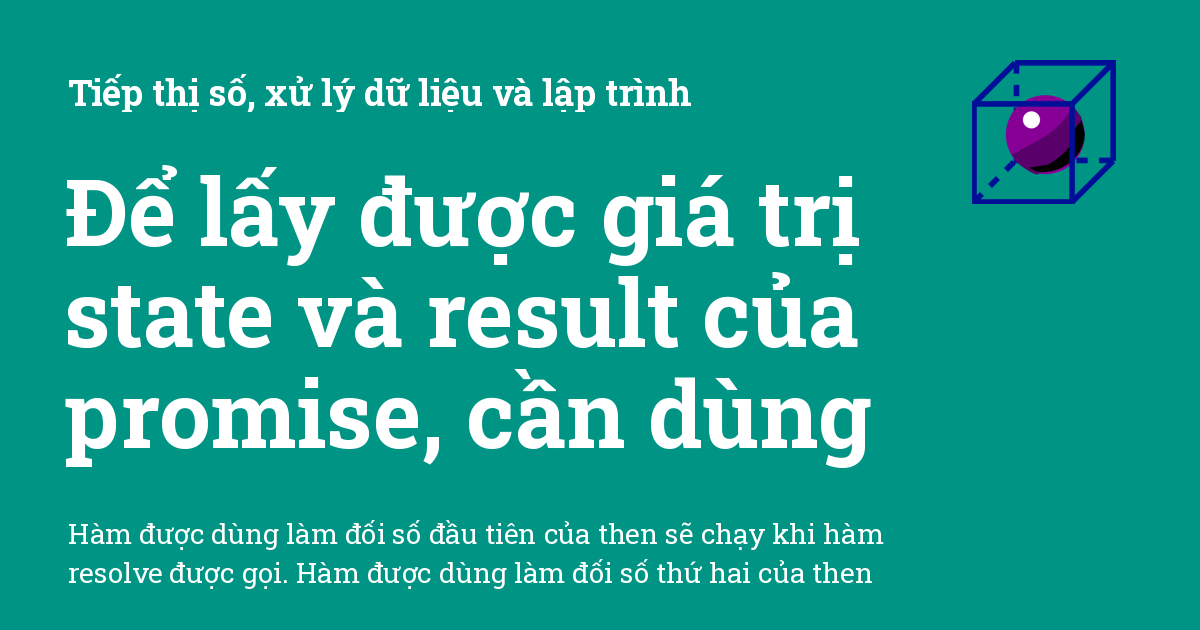 Tiếp thị số, xử lý dữ liệu và lập trình
Để lấy được giá trị
state và result của
promise, cần dùng
Hàm được dùng làm đối số đầu tiên của then sẽ chạy khi hàm
resolve được gọi. Hàm được dùng làm đối số thứ hai của then